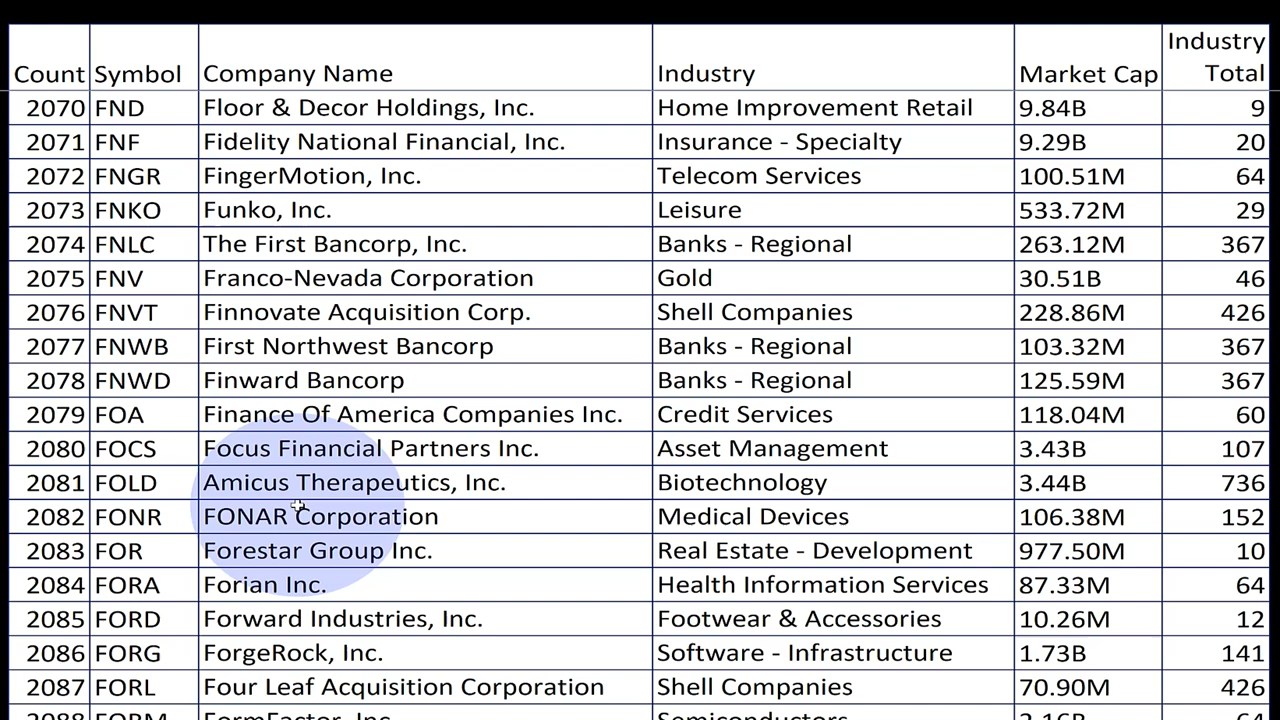 Count Symbol Company Name Industry Market Cap Industry Total
2070 FND Floor & Decor Holdings, Inc. Home Improvement Retail 9.84B 9
2071 FNF Fidelity National Financial, Inc. Insurance - Specialty 9.29B 20
2072 FNGR FingerMotion, Inc. Telecom Services 100.51M 64
2073 FNKO Funko, Inc. Leisure 533.72M 29
2074 FNLC The First Bancorp, Inc. Banks - Regional 263.12M 367
2075 FNV Franco-Nevada Corporation Gold 30.51B 46
2076 FNVT Finnovate Acquisition Corp. Shell Companies 228.86M 426
2077 FNWB First Northwest Bancorp Banks - Regional 103.32M 367
2078 FNWD Finward Bancorp Banks - Regional 125.59M 367
2079 FOA Finance Of America Companies Inc. Credit Services 118.04M 60
2080 FOCS Focus Financial Partners Inc. Asset Management 3.43B 107
2081 FOLD Amicus Therapeutics, Inc. Biotechnology 3.44B 736
2082 FONR FONAR Corporation Medical Devices 106.38M 152
2083 FOR Forestar Group Inc. Real Estate - Development 977.50M 10
2084 FORA Forian Inc. Health Information Services 87.33M 64
2085 FORD Forward Industries, Inc. Footwear & Accessories 10.26M 12
2086 FORG ForgeRock, Inc. Software - Infrastructure 1.73B 141
2087 FORL Four Leaf Acquisition Corporation Shell Companies 70.90M 426
2088 FORM FormFactor, Inc. Semiconductors 2.16B 64